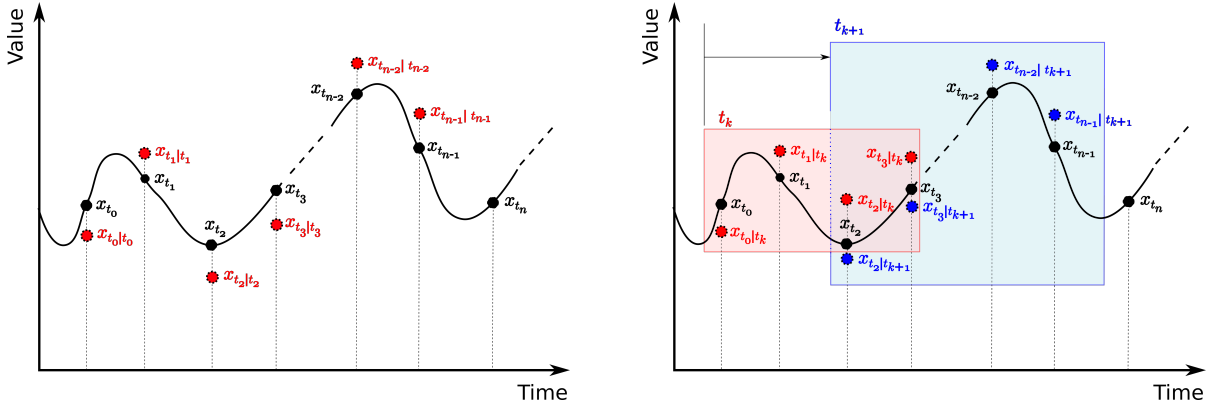 Value
x_{t_{n-2}| t_{n-2}}
x_{t_{n-2}}
x_{t_{n-1}| t_{n-1}}
x_{t_{n-1}}
x_{t_1|t_1}
x_{t_1}
x_{t_0}
x_{t_0|t_0}
x_{t_2}
x_{t_2|t_2}
x_{t_3}
x_{t_3|t_3}
x_{t_n}
Time
Value
t_{k+1}
t_k
x_{t_{n-2}| t_{k+1}}
x_{t_{n-2}}
x_{t_{n-1}| t_{k+1}}
x_{t_{n-1}}
x_{t_1|t_k}
x_{t_1}
x_{t_3|t_k}
x_{t_3}
x_{t_3|t_{k+1}}
x_{t_0}
x_{t_0|t_k}
x_{t_2|t_k}
x_{t_2}
x_{t_2|t_{k+1}}
x_{t_n}
Time